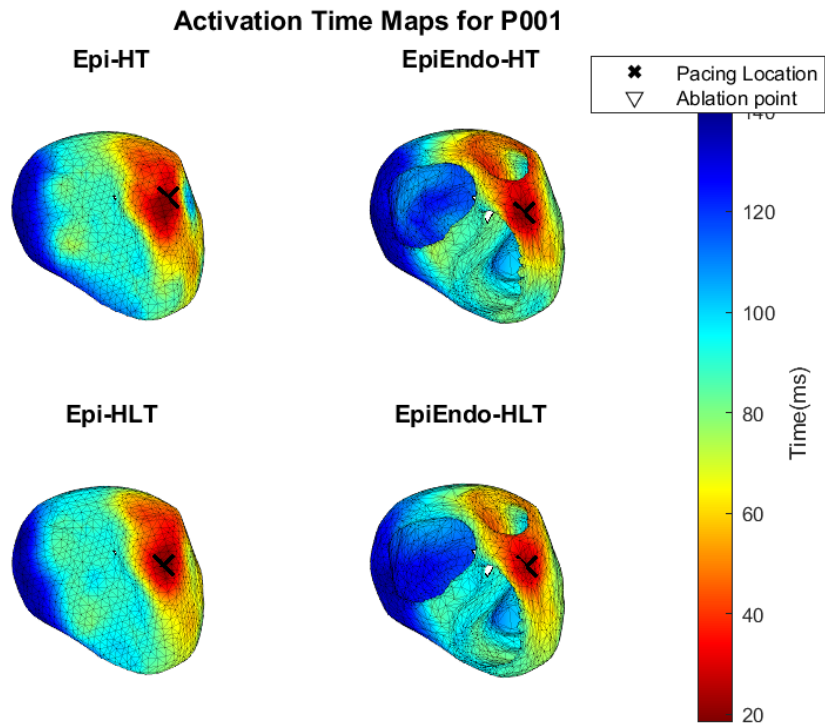 Activation Time Maps for P001
Epi-HT
EpiEndo-HT
Pacing Location
Ablation point
140
120
100
80
60
40
20
Time(ms)
Epi-HLT
EpiEndo-HLT